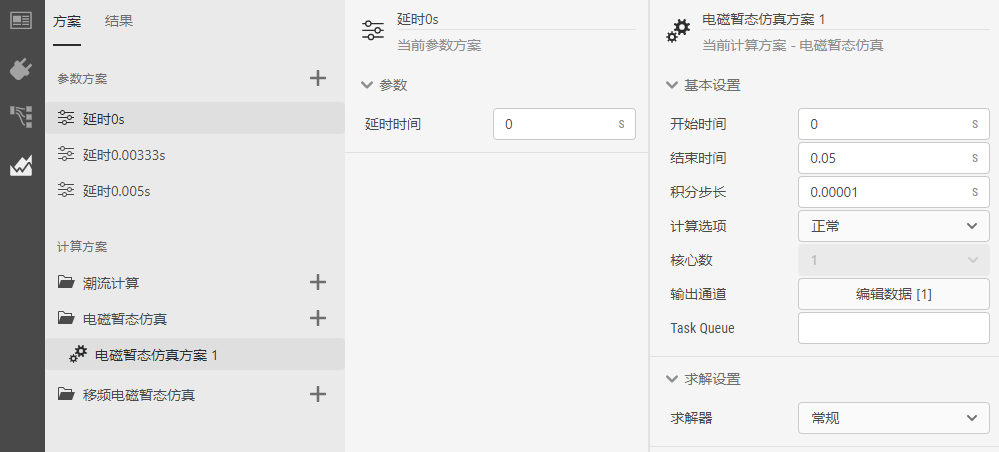 方案 结果
参数方案
延时0s
延时0.00333s
延时0.005s
计算方案
潮流计算
电磁暂态仿真
电磁暂态仿真方案 1
移频电磁暂态仿真
延时0s
当前参数方案
参数
延时时间 0 s
电磁暂态仿真方案 1
当前计算方案 - 电磁暂态仿真
基本设置
开始时间 0 s
结束时间 0.05 s
积分步长 0.00001 s
计算选项 正常
核心数 1
输出通道 编辑数据 [1]
Task Queue
求解设置
求解器 常规